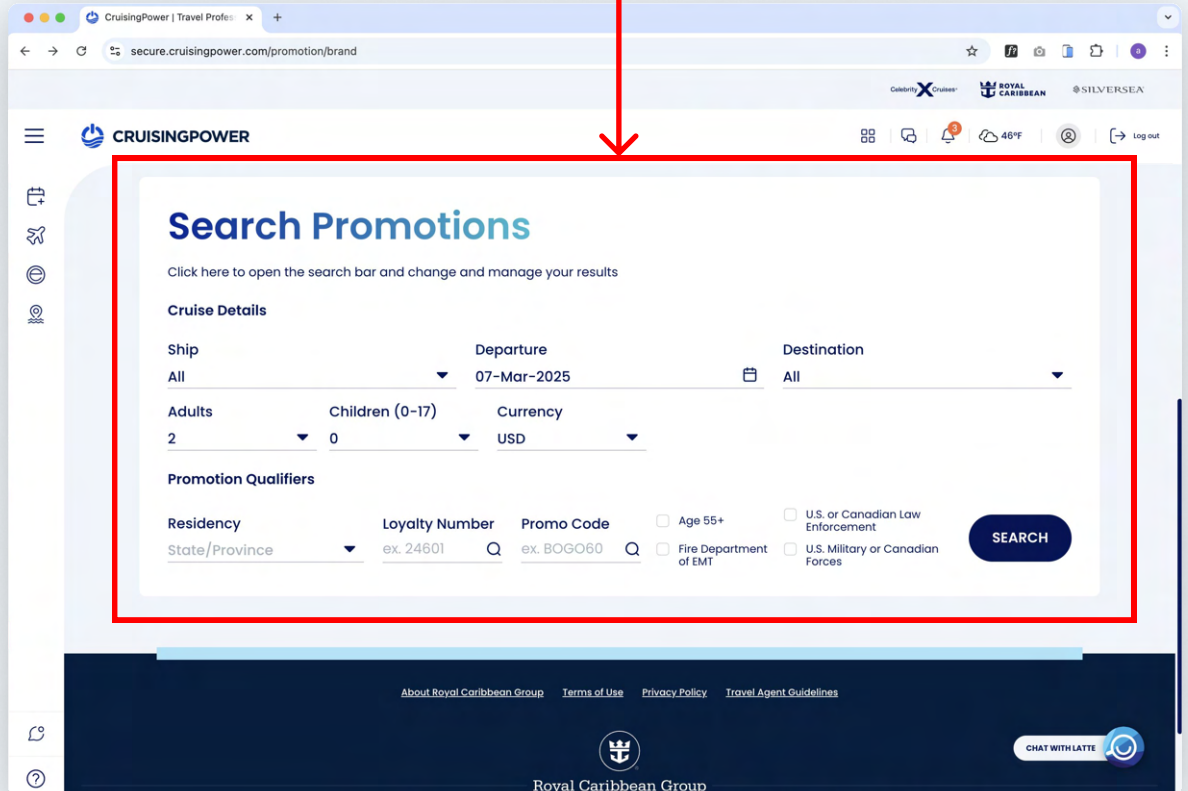 CruisingPower | Travel Profes
secure.cruisingpower.com/promotion/brand
a
Celebrity X Cruises
ROYAL CARIBBEAN
SILVERSEA
CRUISINGPOWER
3
46°F
Log out
Search Promotions
Click here to open the search bar and change and manage your results
Cruise Details
Ship
Departure
Destination
All
07-Mar-2025
All
Adults
Children (0-17)
Currency
2
0
USD
Promotion Qualifiers
Residency
Loyalty Number
Promo Code
State/Province
ex. 24601
ex. BOGO60
Age 55+
Fire Department
of EMT
U.S. or Canadian Law
Enforcement
U.S. Military or Canadian
Forces
SEARCH
About Royal Caribbean Group Terms of Use Privacy Policy Travel Agent Guidelines
CHAT WITH LATTE
Royal Caribbean Group